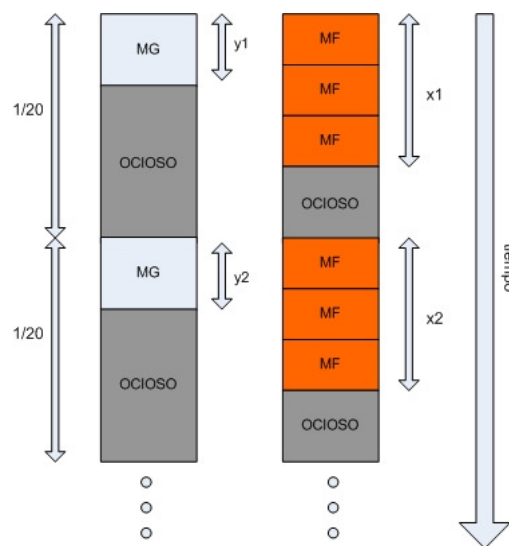 1/20
MG
y1
OCIOSO
MF
MF
MF
x1
OCIOSO
1/20
MG
y2
OCIOSO
MF
MF
MF
x2
OCIOSO
tiempo